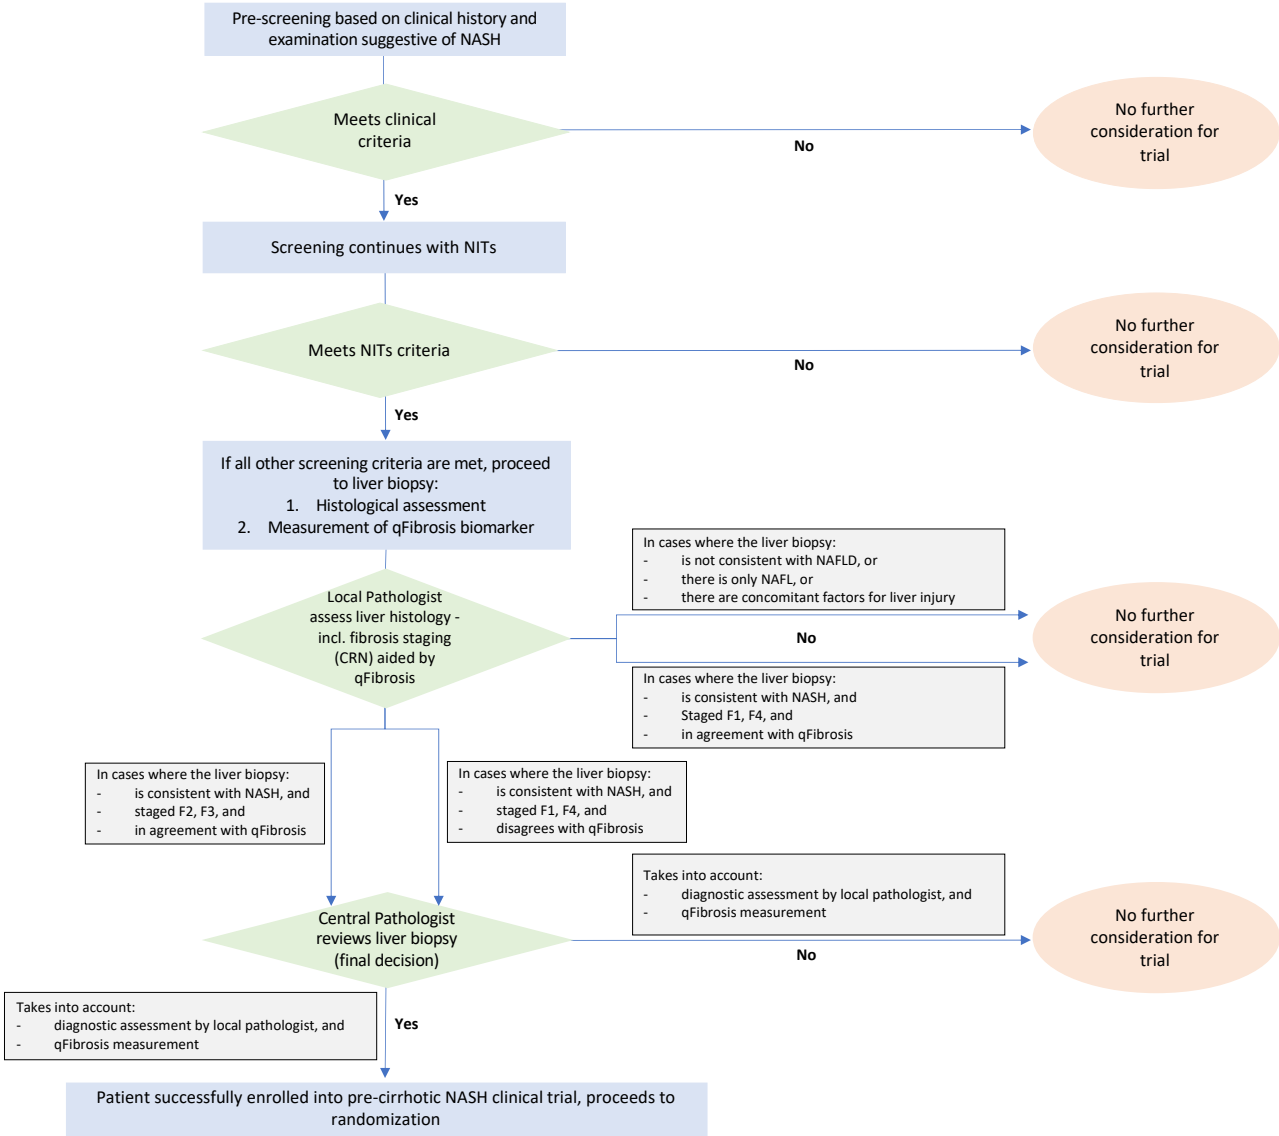 Pre-screening based on clinical history and
examination suggestive of NASH
Meets clinical
criteria
No
No further
consideration for
trial
Yes
Screening continues with NITs
Meets NITs criteria
No
No further
consideration for
trial
Yes
If all other screening criteria are met, proceed
to liver biopsy:
1. Histological assessment
2. Measurement of qFibrosis biomarker
Local Pathologist
assess liver histology -
incl. fibrosis staging
(CRN) aided by
qFibrosis
In cases where the liver biopsy:
- is not consistent with NAFLD, or
- there is only NAFL, or
- there are concomitant factors for liver injury
No
In cases where the liver biopsy:
- is consistent with NASH, and
- Staged F1, F4, and
- in agreement with qFibrosis
No further
consideration for
trial
In cases where the liver biopsy:
- is consistent with NASH, and
- staged F2, F3, and
- in agreement with qFibrosis
In cases where the liver biopsy:
- is consistent with NASH, and
- staged F1, F4, and
- disagrees with qFibrosis
Central Pathologist
reviews liver biopsy
(final decision)
Takes into account:
- diagnostic assessment by local pathologist, and
- qFibrosis measurement
No
No further
consideration for
trial
Takes into account:
- diagnostic assessment by local pathologist, and
- qFibrosis measurement
Yes
Patient successfully enrolled into pre-cirrhotic NASH clinical trial, proceeds to
randomization